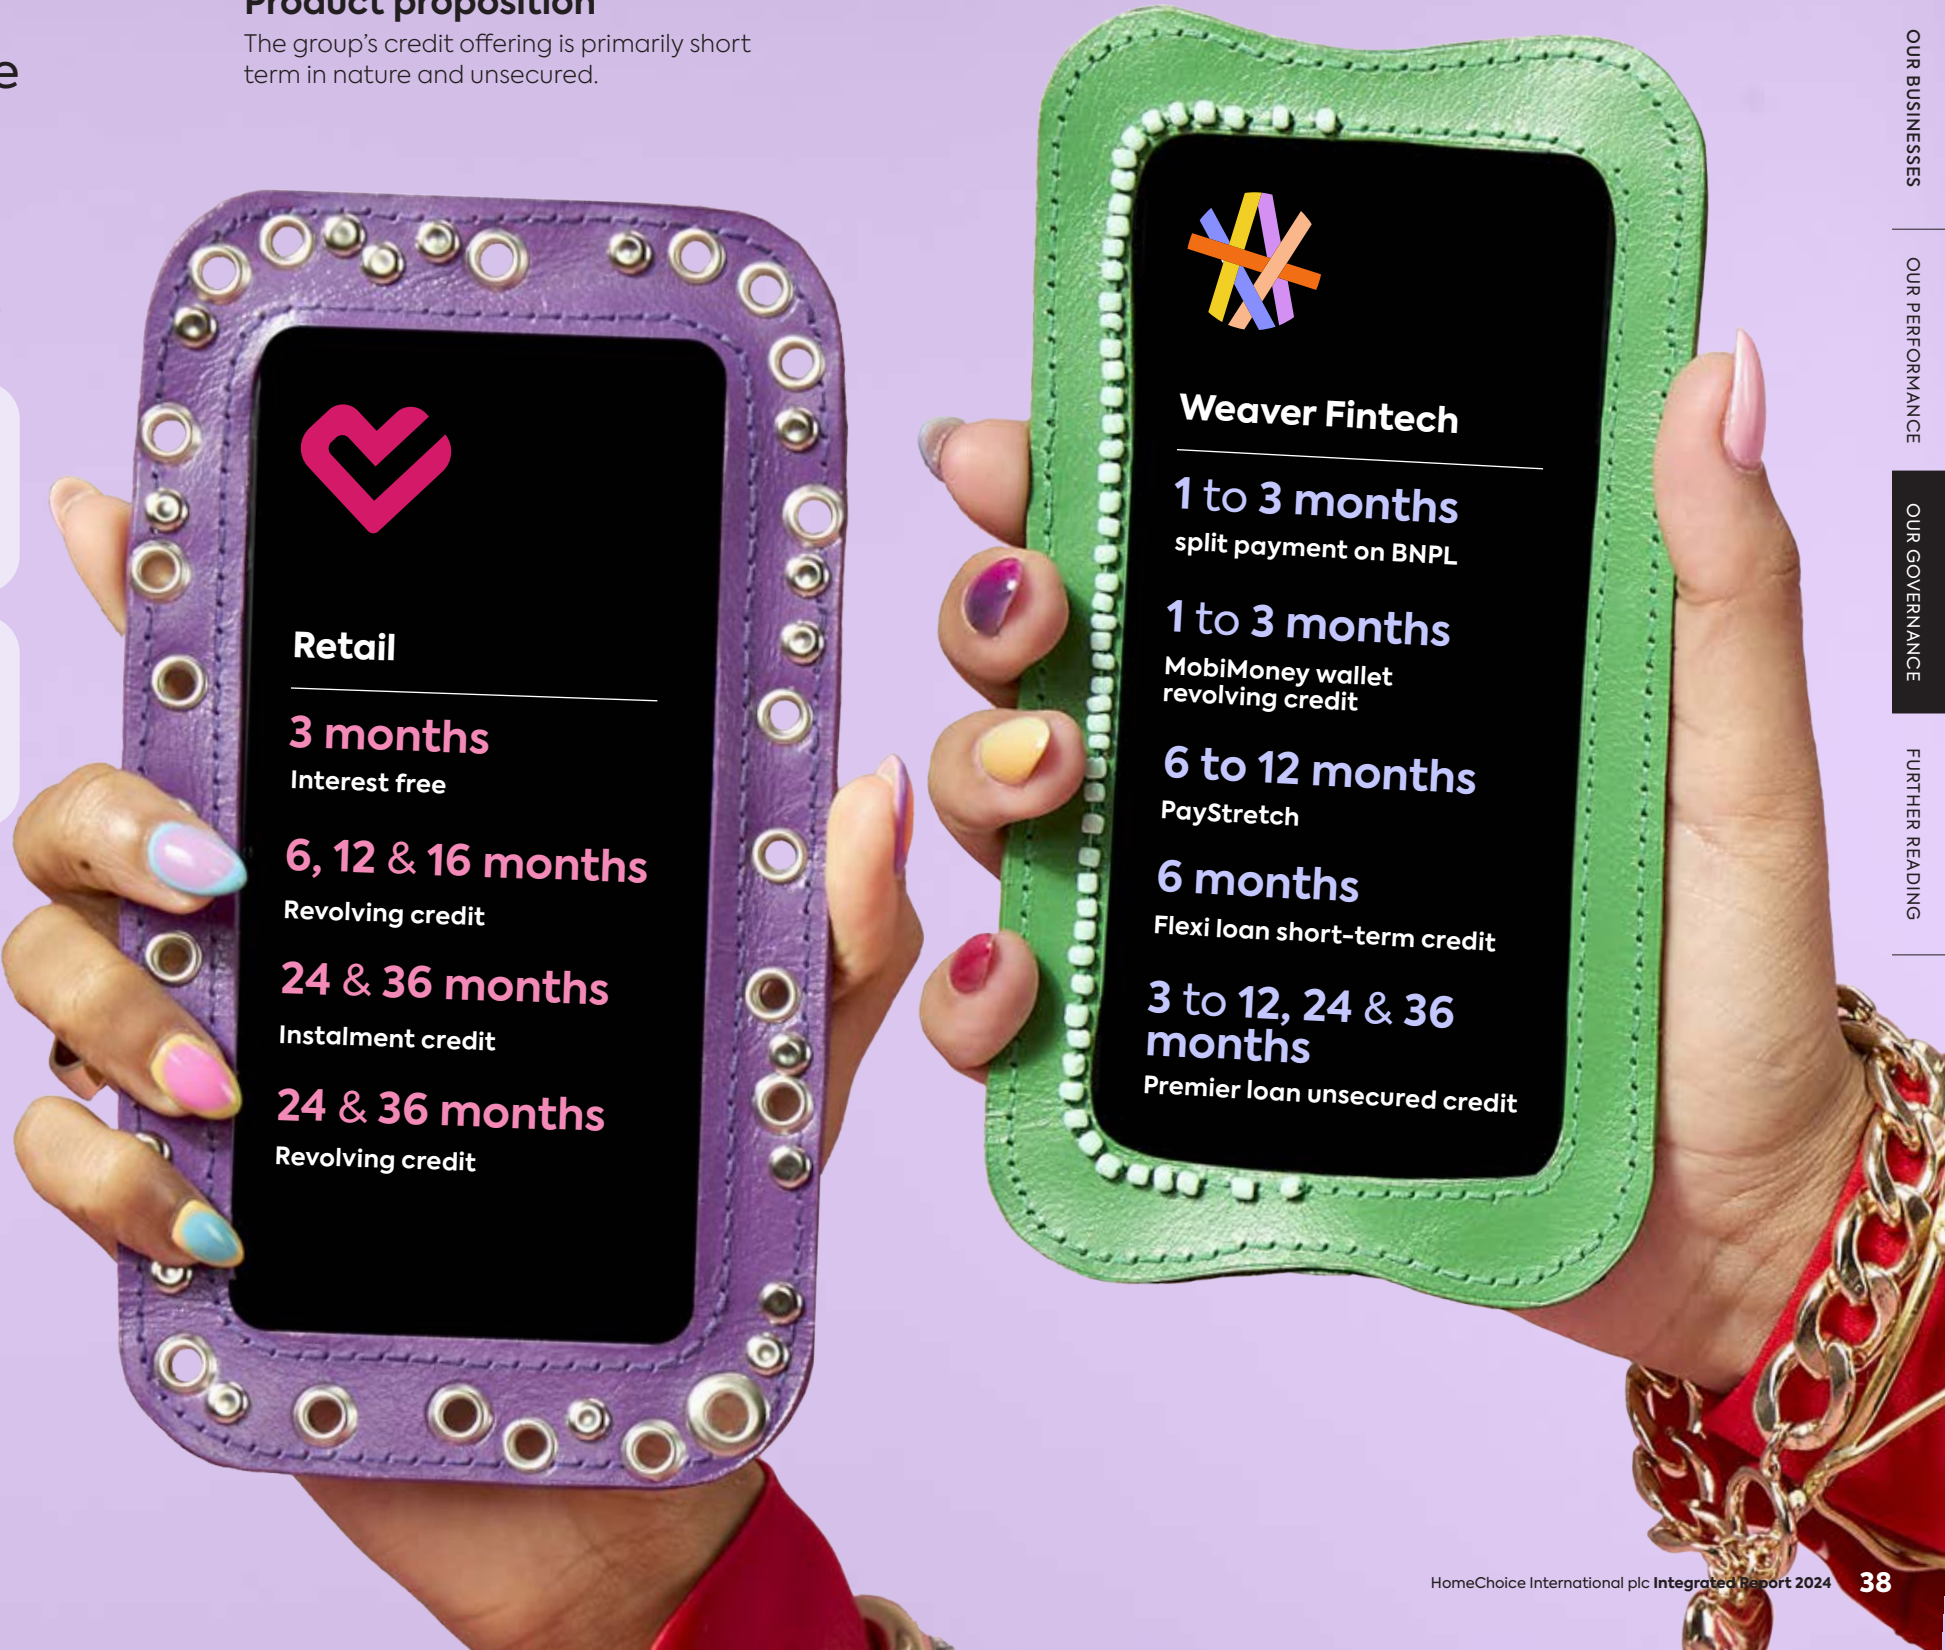 Product proposition
The group's credit offering is primarily short
term in nature and unsecured.
Retail
3 months
Interest free
6, 12 & 16 months
Revolving credit
24 & 36 months
Instalment credit
24 & 36 months
Revolving credit
Weaver Fintech
1 to 3 months
split payment on BNPL
1 to 3 months
MobiMoney wallet
revolving credit
6 to 12 months
PayStretch
6 months
Flexi loan short-term credit
3 to 12, 24 & 36
months
Premier loan unsecured credit
OUR BUSINESSES
OUR PERFORMANCE
OUR GOVERNANCE
FURTHER READING
HomeChoice International plc Integrated Report 2024 38